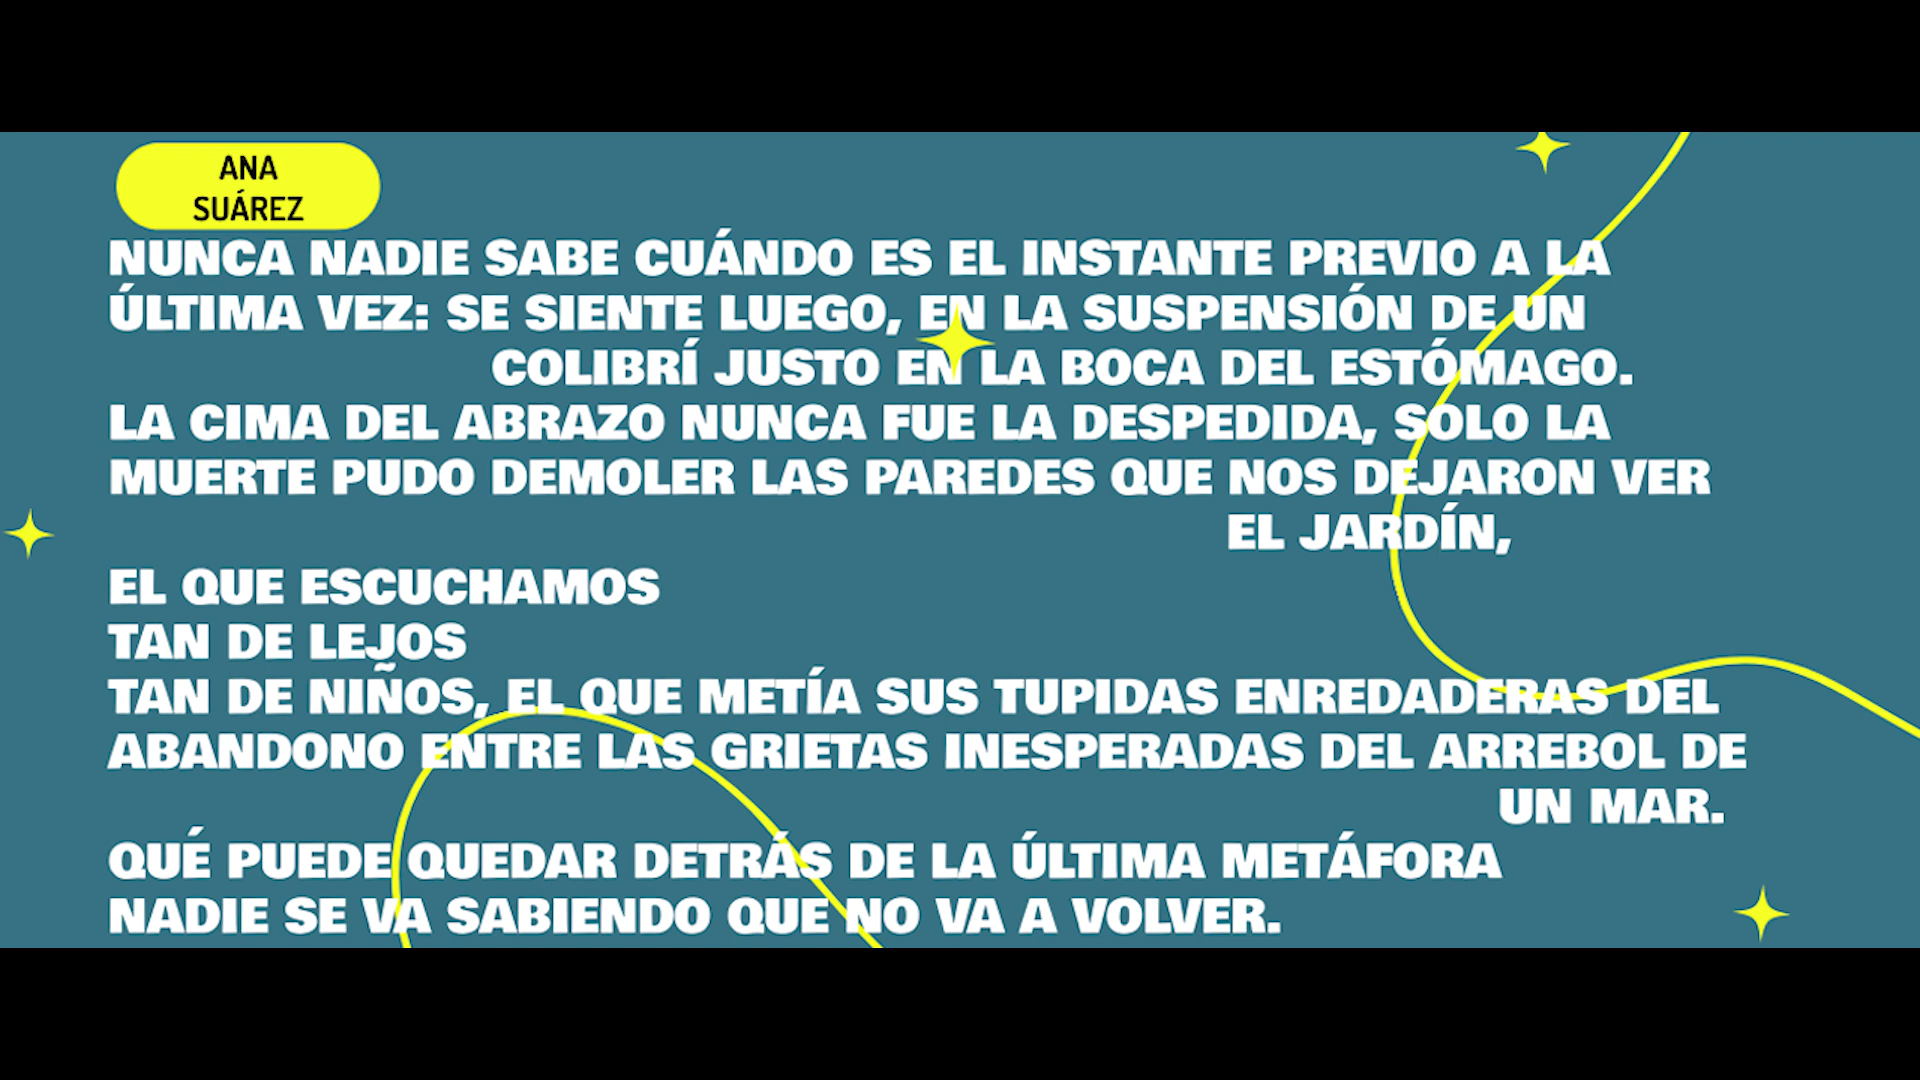 ANA
SUÁREZ
NUNCA NADIE SABE CUÁNDO ES EL INSTANTE PREVIO A LA
ÚLTIMA VEZ: SE SIENTE LUEGO, EN LA SUSPENSIÓN DE UN
COLIBRÍ JUSTO EN LA BOCA DEL ESTÓMAGO.
LA CIMA DEL ABRAZO NUNCA FUE LA DESPEDIDA, SOLO LA
MUERTE PUDO DEMOLER LAS PAREDES QUE NOS DEJARON VER
EL JARDÍN,
EL QUE ESCUCHAMOS
TAN DE LEJOS
TAN DE NIÑOS, EL QUE METÍA SUS TUPIDAS ENREDADERAS DEL
ABANDONO ENTRE LAS GRIETAS INESPERADAS DEL ARREBOL DE
UN MAR.
QUÉ PUEDE QUEDAR DETRÁS DE LA ÚLTIMA METÁFORA
NADIE SE VA SABIENDO QUE NO VA A VOLVER.